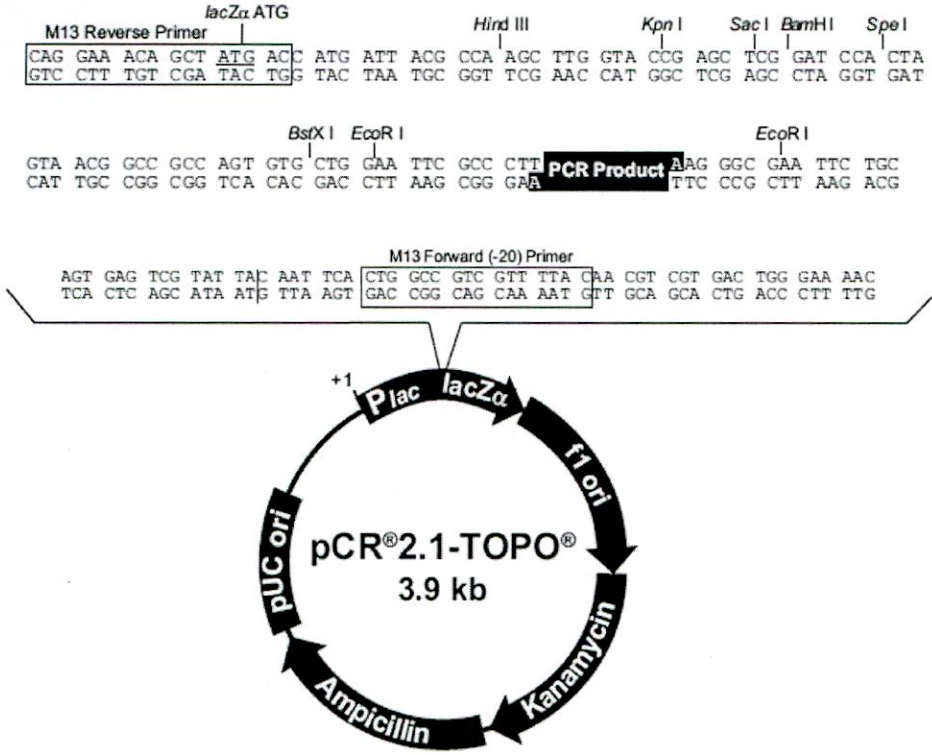 lacZα ATG
M13 Reverse Primer
Hind III Kpn I Sac I BamH I Spe I
CAG GAA ACA GCT ATG ACC ATG ATT ACG CCA AGC TTG GTA CCG AGC TCG GAT CCA CTA
GTC CTT TGT CGA TAC TGG TAC TAA TGC GGT TCG AAC CAT GGC TCG AGC CTA GGT GAT
BstX I EcoR I EcoR I
GTA ACG GCC GCC AGT GTG CTG GAA TTC GCC CTT PCR Product AAG GGC GAA TTC TGC
CAT TGC CGG CGG TCA CAC GAC CTT AAG CGG GAA TTC CCG CTT AAG ACG
M13 Forward (-20) Primer
AGT GAG TCG TAT TAC AAT TCA CTG GCC GTC GTT TTA CAA CGT CGT GAC TGG GAA AAC
TCA CTC AGC ATA ATG TTA AGT GAC CGG CAG CAA AAT GTT GCA GCA CTG ACC CTT TTG
+1
Plac lacZα
f1 ori
Kanamycin
Ampicillin
pUC ori
pCR®2.1-TOPO®
3.9 kb